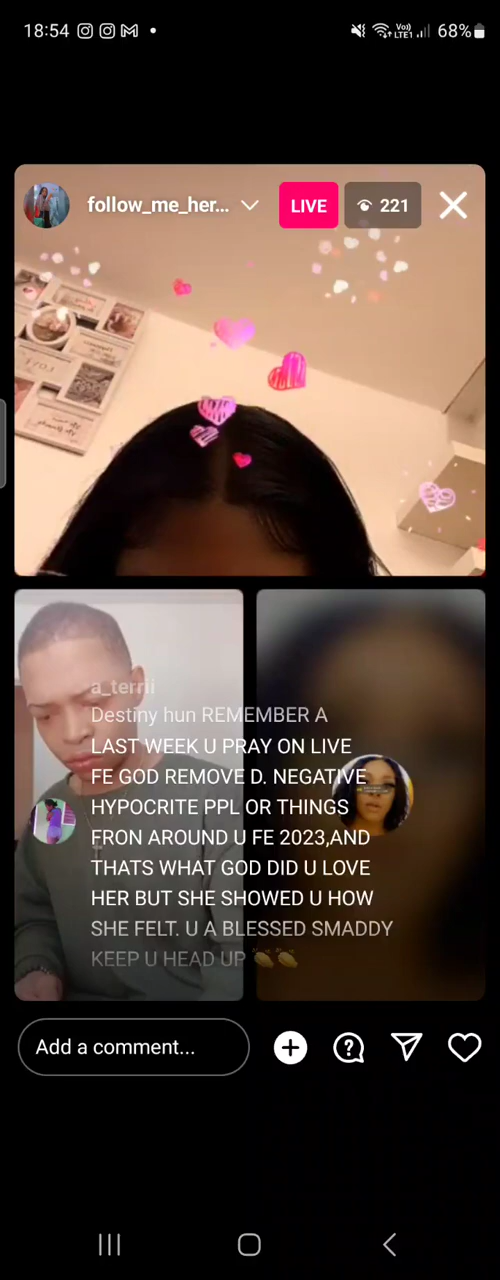 18:54
Vo))
LTE1
68%
follow_me_her...
LIVE
221
a_terrii
Destiny hun REMEMBER A
LAST WEEK U PRAY ON LIVE
FE GOD REMOVE D. NEGATIVE
HYPOCRITE PPL OR THINGS
FRON AROUND U FE 2023,AND
THATS WHAT GOD DID U LOVE
HER BUT SHE SHOWED U HOW
SHE FELT. U A BLESSED SMADDY
KEEP U HEAD UP 👏👏
Add a comment...